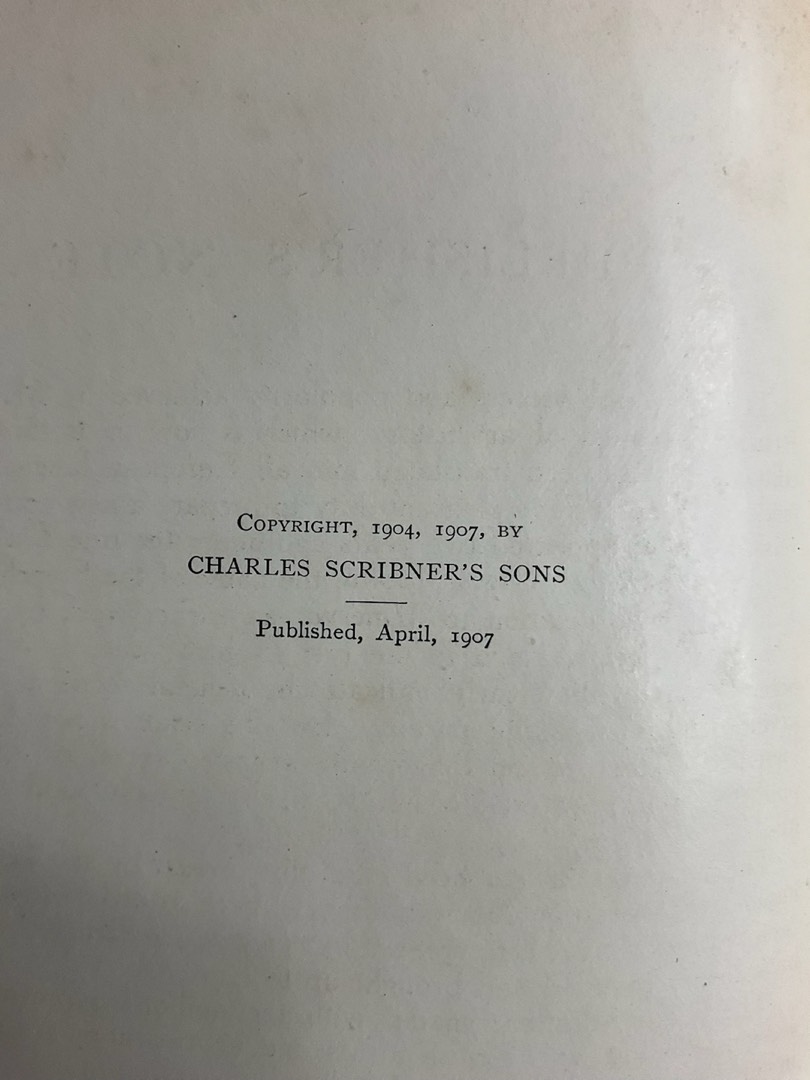 COPYRIGHT, 1904, 1907, BY
CHARLES SCRIBNER'S SONS
Published, April, 1907